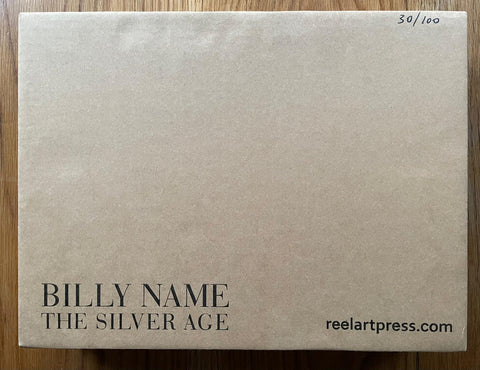 30/100
BILLY NAME
THE SILVER AGE
reelartpress.com